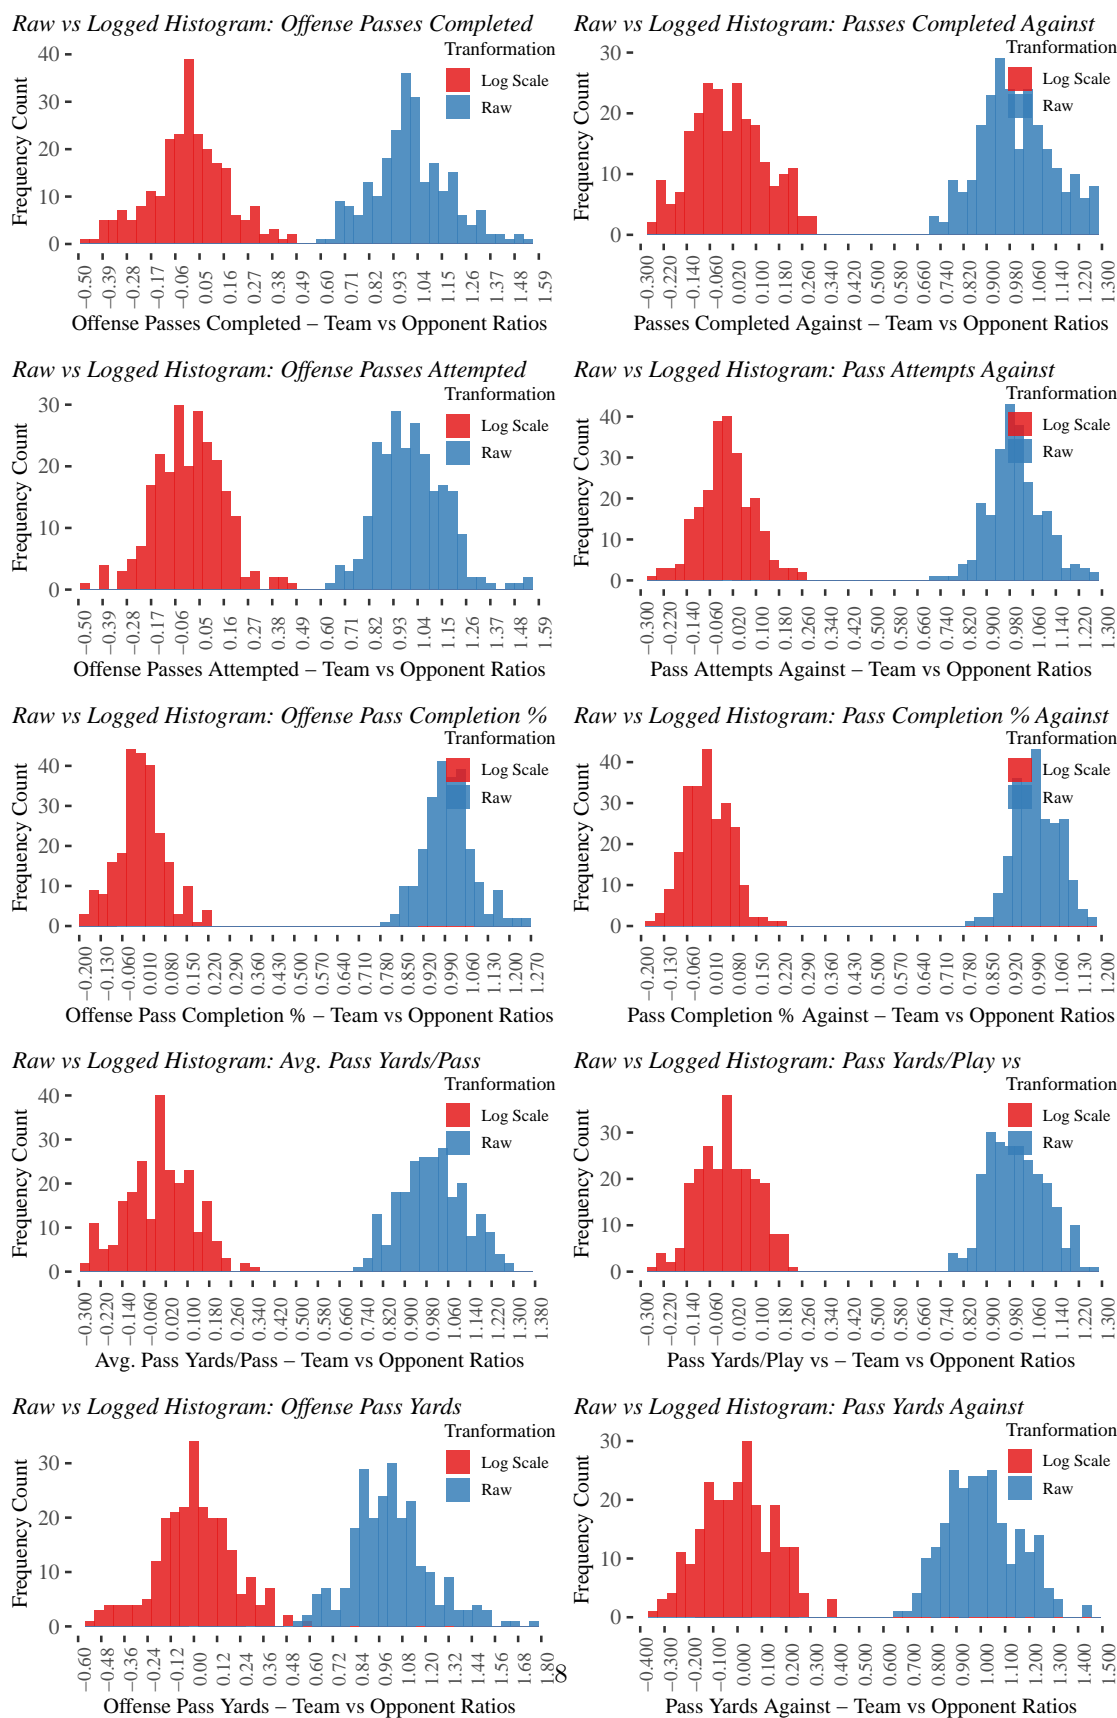 Raw vs Logged Histogram: Offense Passes Completed
Tranformation
Log Scale
Raw
Frequency Count
40
30
20
10
0
−0.50 −0.39 −0.28 −0.17 −0.06 0.05 0.16 0.27 0.38 0.49 0.60 0.71 0.82 0.93 1.04 1.15 1.26 1.37 1.48 1.59
Offense Passes Completed − Team vs Opponent Ratios
Raw vs Logged Histogram: Passes Completed Against
Tranformation
Log Scale
Raw
Frequency Count
30
20
10
0
−0.300 −0.220 −0.140 −0.060 0.020 0.100 0.180 0.260 0.340 0.420 0.500 0.580 0.660 0.740 0.820 0.900 0.980 1.060 1.140 1.220 1.300
Passes Completed Against − Team vs Opponent Ratios
Raw vs Logged Histogram: Offense Passes Attempted
Tranformation
Log Scale
Raw
Frequency Count
30
20
10
0
−0.50 −0.39 −0.28 −0.17 −0.06 0.05 0.16 0.27 0.38 0.49 0.60 0.71 0.82 0.93 1.04 1.15 1.26 1.37 1.48 1.59
Offense Passes Attempted − Team vs Opponent Ratios
Raw vs Logged Histogram: Pass Attempts Against
Tranformation
Log Scale
Raw
Frequency Count
40
30
20
10
0
−0.300 −0.220 −0.140 −0.060 0.020 0.100 0.180 0.260 0.340 0.420 0.500 0.580 0.660 0.740 0.820 0.900 0.980 1.060 1.140 1.220 1.300
Pass Attempts Against − Team vs Opponent Ratios
Raw vs Logged Histogram: Offense Pass Completion %
Tranformation
Log Scale
Raw
Frequency Count
40
30
20
10
0
−0.200 −0.130 −0.060 0.010 0.080 0.150 0.220 0.290 0.360 0.430 0.500 0.570 0.640 0.710 0.780 0.850 0.920 0.990 1.060 1.130 1.200 1.270
Offense Pass Completion % − Team vs Opponent Ratios
Raw vs Logged Histogram: Pass Completion % Against
Tranformation
Log Scale
Raw
Frequency Count
40
30
20
10
0
−0.200 −0.130 −0.060 0.010 0.080 0.150 0.220 0.290 0.360 0.430 0.500 0.570 0.640 0.710 0.780 0.850 0.920 0.990 1.060 1.130 1.200
Pass Completion % Against − Team vs Opponent Ratios
Raw vs Logged Histogram: Avg. Pass Yards/Pass
Tranformation
Log Scale
Raw
Frequency Count
40
30
20
10
0
−0.300 −0.220 −0.140 −0.060 0.020 0.100 0.180 0.260 0.340 0.420 0.500 0.580 0.660 0.740 0.820 0.900 0.980 1.060 1.140 1.220 1.300 1.380
Avg. Pass Yards/Pass − Team vs Opponent Ratios
Raw vs Logged Histogram: Pass Yards/Play vs
Tranformation
Log Scale
Raw
Frequency Count
30
20
10
0
−0.300 −0.220 −0.140 −0.060 0.020 0.100 0.180 0.260 0.340 0.420 0.500 0.580 0.660 0.740 0.820 0.900 0.980 1.060 1.140 1.220 1.300
Pass Yards/Play vs − Team vs Opponent Ratios
Raw vs Logged Histogram: Offense Pass Yards
Tranformation
Log Scale
Raw
Frequency Count
30
20
10
0
−0.60 −0.48 −0.36 −0.24 −0.12 0.00 0.12 0.24 0.36 0.48 0.60 0.72 0.84 0.96 1.08 1.20 1.32 1.44 1.56 1.68 1.80
Offense Pass Yards − Team vs Opponent Ratios
Raw vs Logged Histogram: Pass Yards Against
Tranformation
Log Scale
Raw
Frequency Count
30
20
10
0
−0.400 −0.300 −0.200 −0.100 0.000 0.100 0.200 0.300 0.400 0.500 0.600 0.700 0.800 0.900 1.000 1.100 1.200 1.300 1.400 1.500
Pass Yards Against − Team vs Opponent Ratios
8